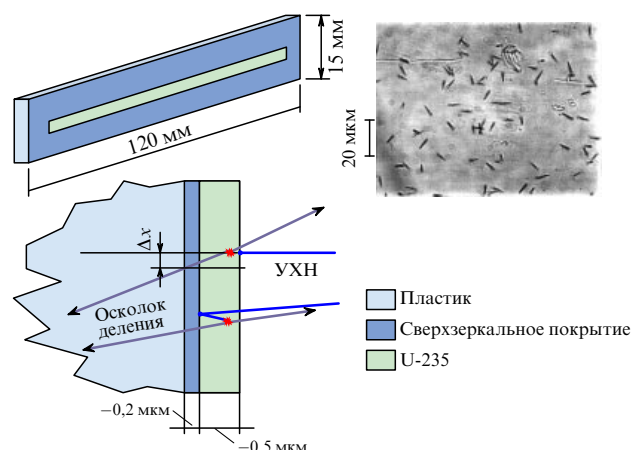 15 мм
120 мм
20 мкм
Δx
УХН
Осколок
деления
Пластик
Сверхзеркальное покрытие
U-235
−0,2 мкм
−0,5 мкм